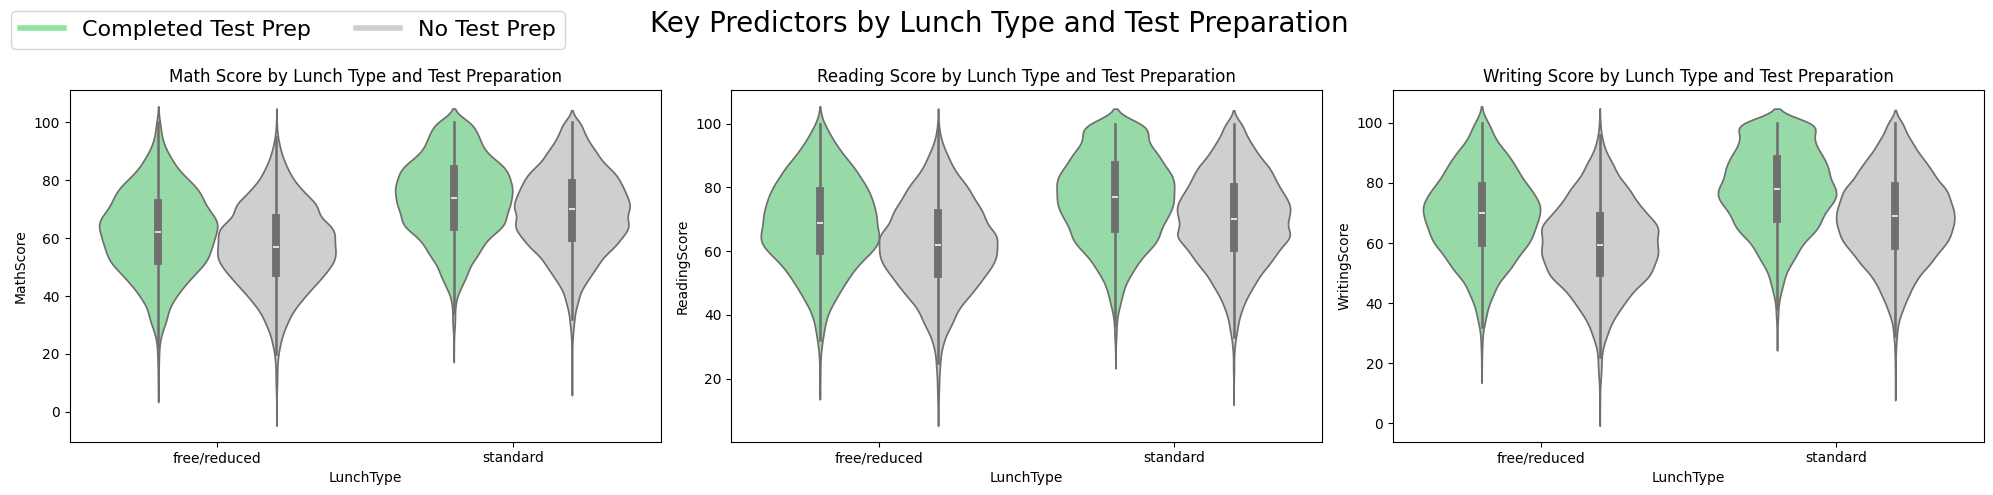 Key Predictors by Lunch Type and Test Preparation
Completed Test Prep No Test Prep
Math Score by Lunch Type and Test Preparation
MathScore
100
80
60
40
20
0
free/reduced standard
LunchType
Reading Score by Lunch Type and Test Preparation
ReadingScore
100
80
60
40
20
free/reduced standard
LunchType
Writing Score by Lunch Type and Test Preparation
WritingScore
100
80
60
40
20
0
free/reduced standard
LunchType